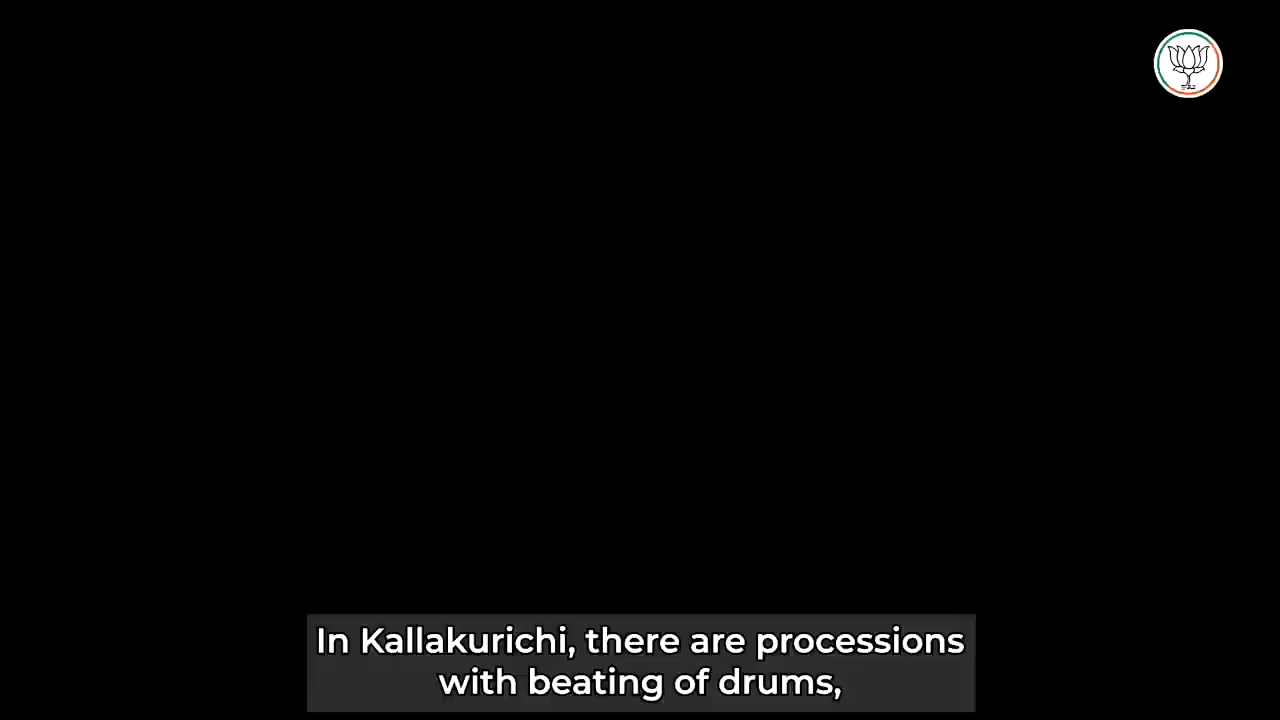 In Kallakurichi, there are processions
with beating of drums,